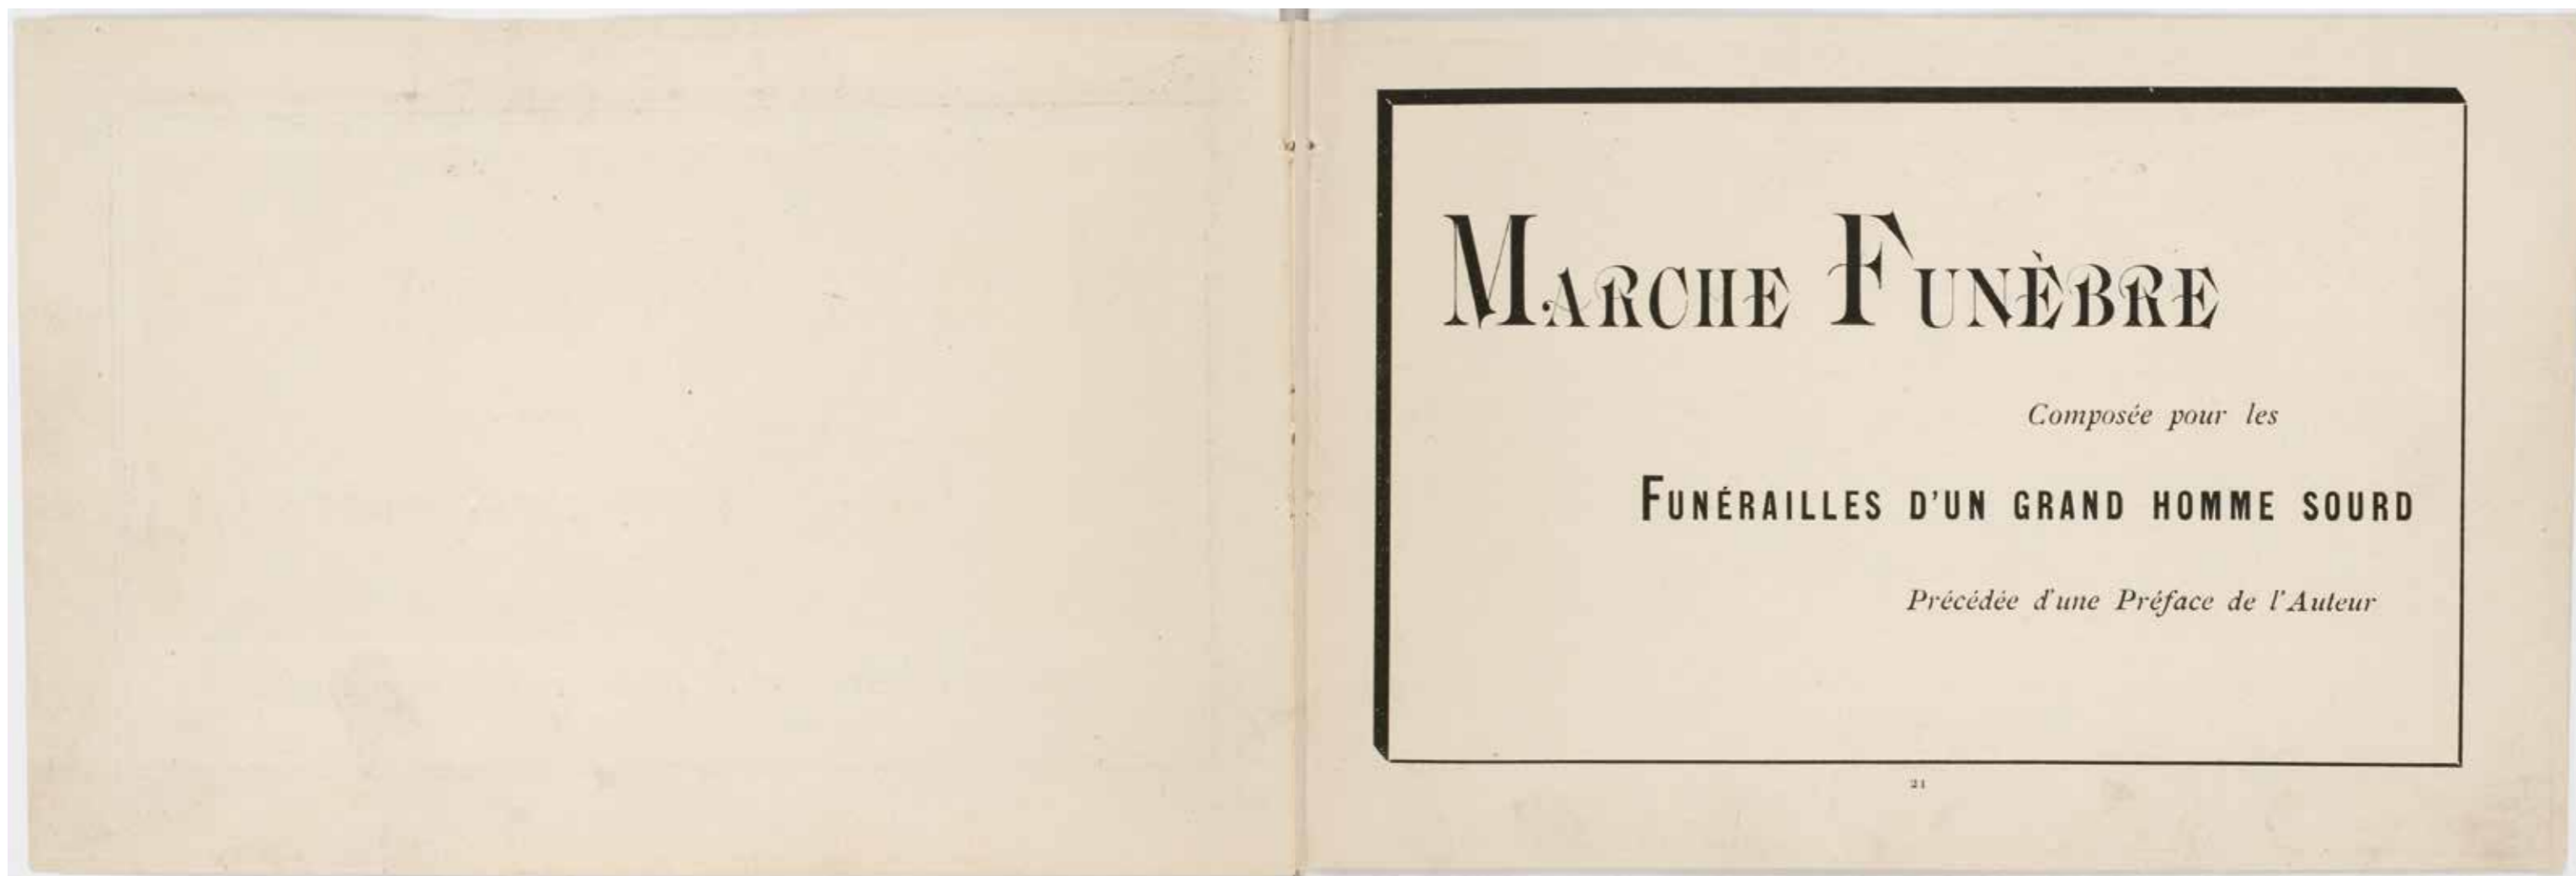 MARCHE FUNÈBRE
Composée pour les
FUNÉRAILLES D'UN GRAND HOMME SOURD
Précédée d'une Préface de l'Auteur
21